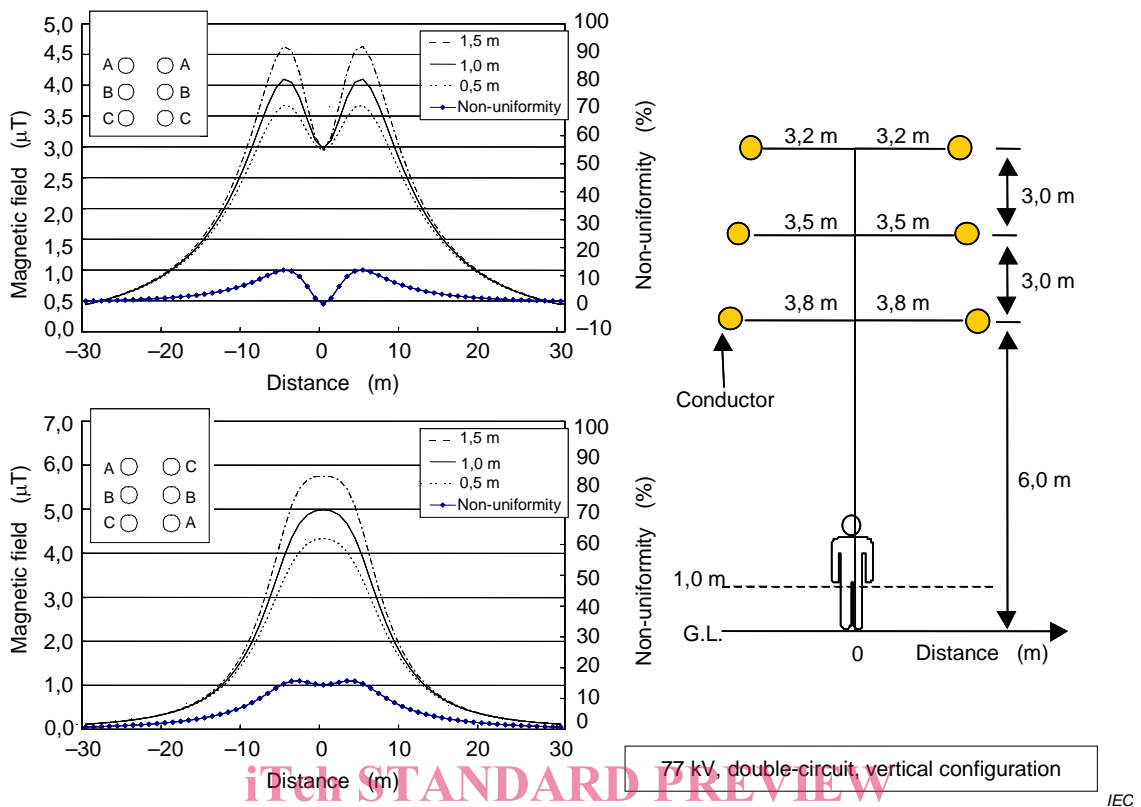 5,0
4,5
4,0
3,5
3,0
2,5
2,0
1,5
1,0
0,5
0,0
Magnetic field (µT)
A A
B B
C C
1,5 m
1,0 m
0,5 m
Non-uniformity
100
90
80
70
60
50
40
30
20
10
0
–10
Non-uniformity (%)
–30 –20 –10 0 10 20 30
Distance (m)
7,0
6,0
5,0
4,0
3,0
2,0
1,0
0,0
Magnetic field (µT)
A C
B B
C A
1,5 m
1,0 m
0,5 m
Non-uniformity
100
90
80
70
60
50
40
30
20
10
0
Non-uniformity (%)
–30 –20 –10 0 10 20 30
Distance (m)
3,2 m 3,2 m
3,0 m
3,5 m 3,5 m
3,0 m
3,8 m 3,8 m
Conductor
6,0 m
1,0 m
G.L.
0 Distance (m)
77 kV, double-circuit, vertical configuration
iTeh STANDARD PREVIEW
IEC